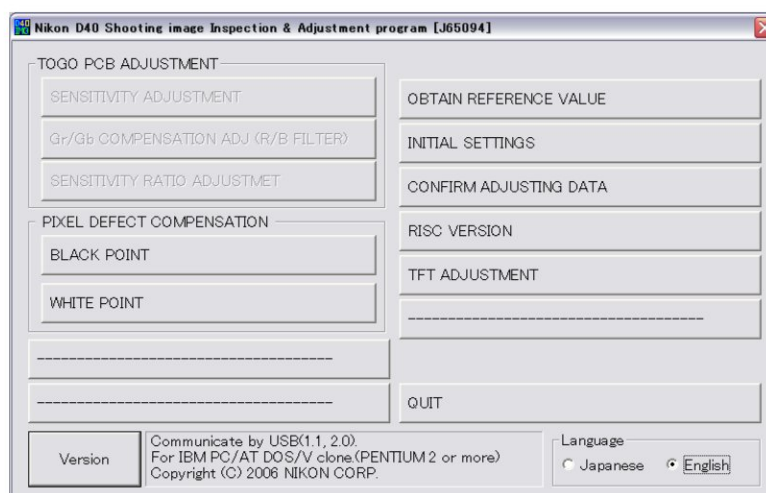 Nikon D40 Shooting image Inspection & Adjustment program [J65094]
TOGO PCB ADJUSTMENT
SENSITIVITY ADJUSTMENT
Gr/Gb COMPENSATION ADJ (R/B FILTER)
SENSITIVITY RATIO ADJUSTMET
PIXEL DEFECT COMPENSATION
BLACK POINT
WHITE POINT
-------------------------------------
-------------------------------------
OBTAIN REFERENCE VALUE
INITIAL SETTINGS
CONFIRM ADJUSTING DATA
RISC VERSION
TFT ADJUSTMENT
-------------------------------------
QUIT
Version
Communicate by USB(1.1, 2.0).
For IBM PC/AT DOS/V clone.(PENTIUM 2 or more)
Copyright (C) 2006 NIKON CORP.
Language
Japanese
English